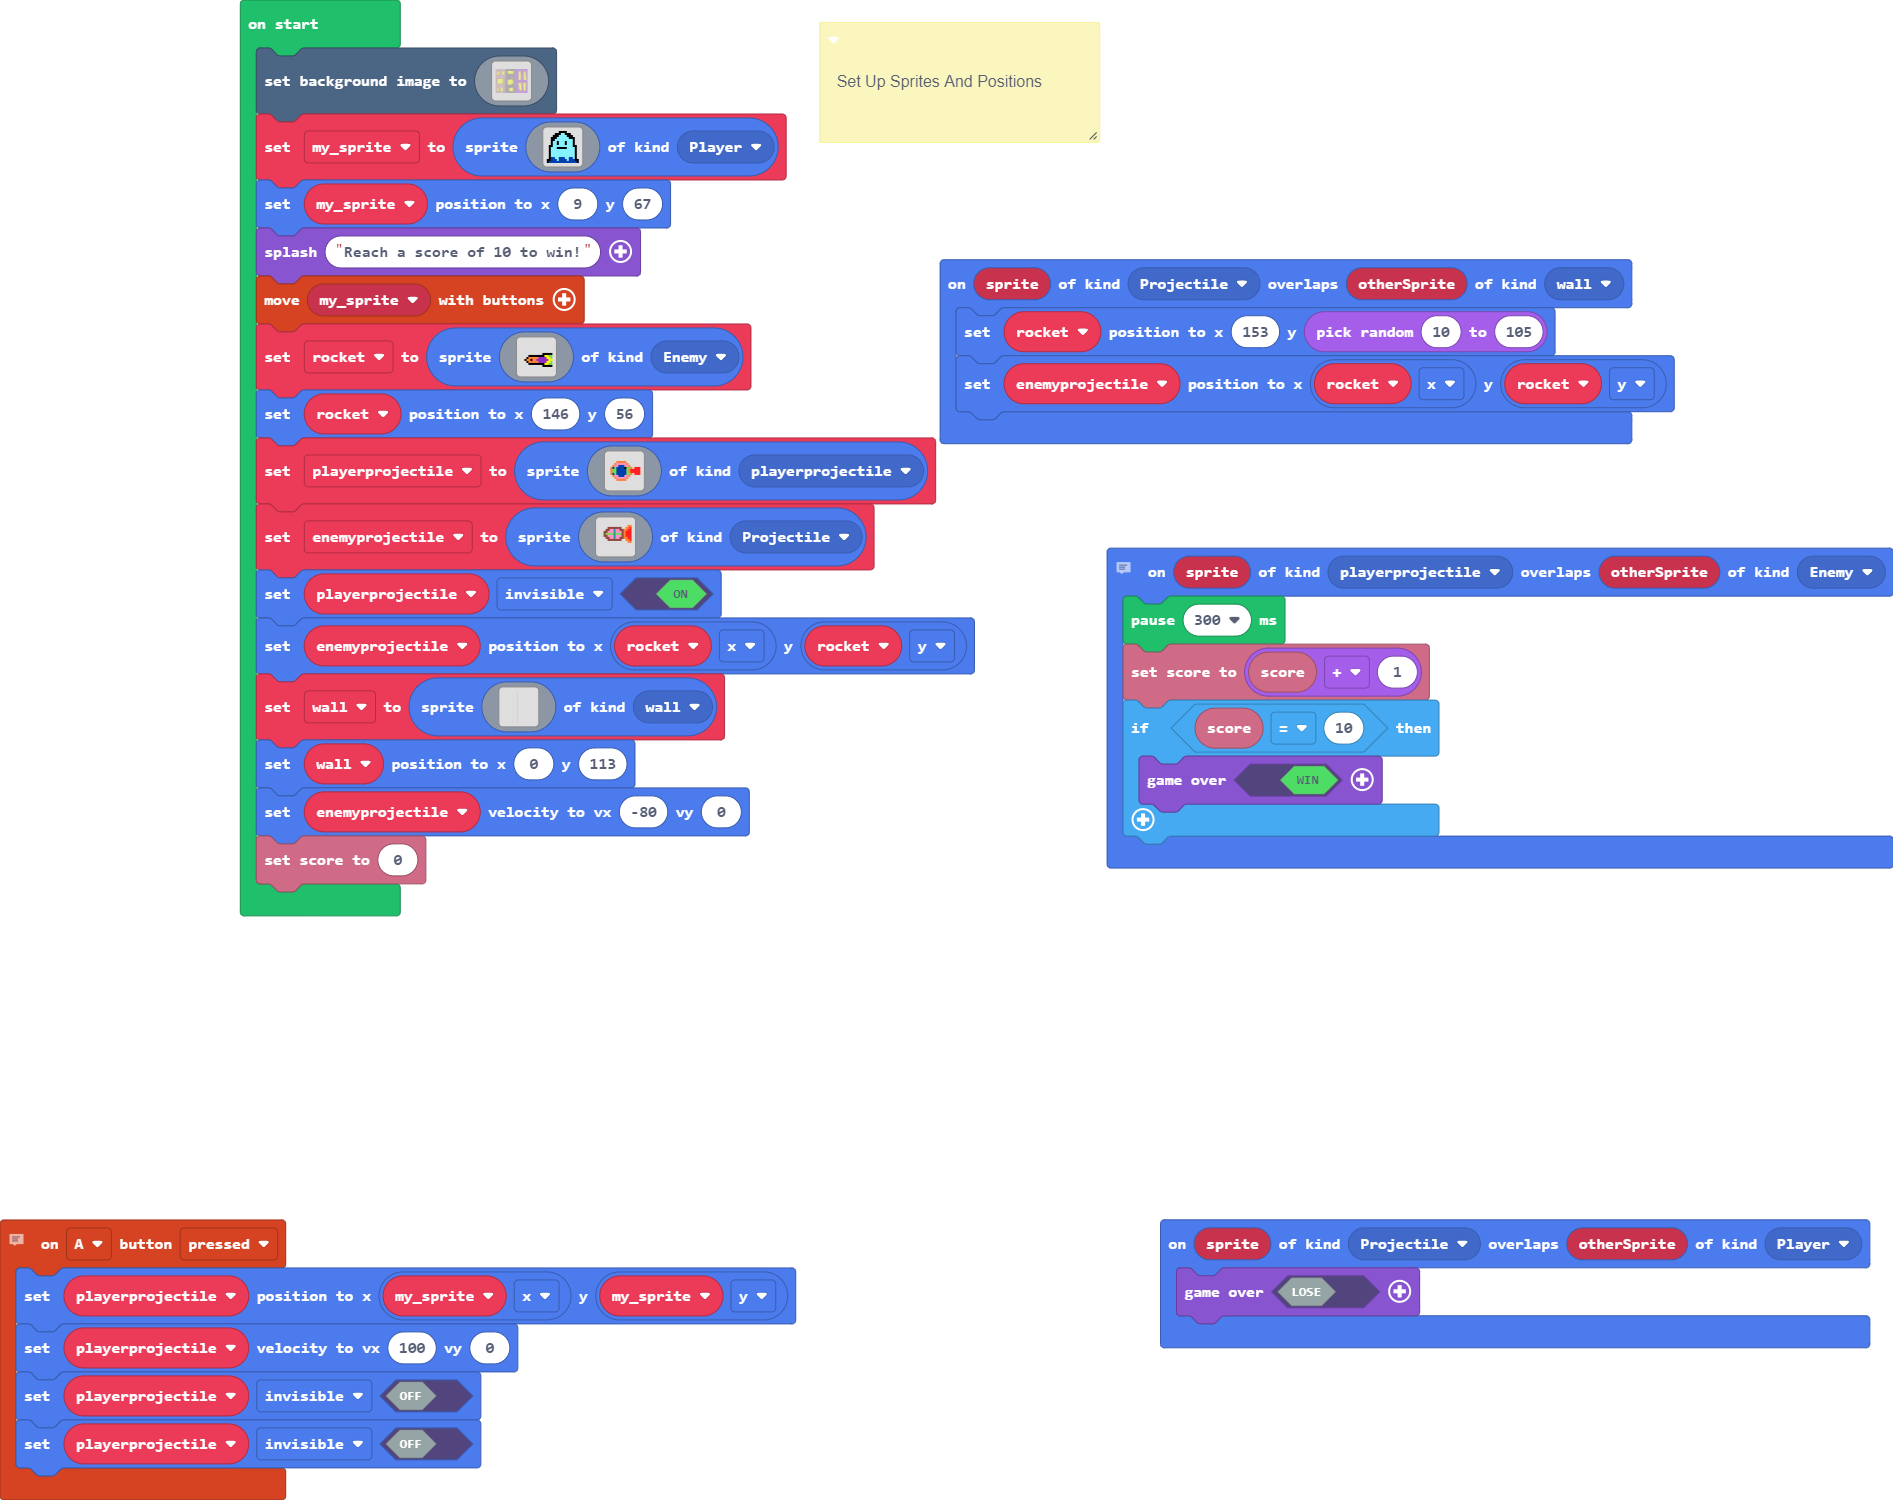 on start
set background image to
set my_sprite to sprite of kind Player
set my_sprite position to x 9 y 67
splash "Reach a score of 10 to win!"
move my_sprite with buttons
set rocket to sprite of kind Enemy
set rocket position to x 146 y 56
set playerprojectile to sprite of kind playerprojectile
set enemyprojectile to sprite of kind Projectile
set playerprojectile invisible ON
set enemyprojectile position to x rocket x y rocket y
set wall to sprite of kind wall
set wall position to x 0 y 113
set enemyprojectile velocity to vx -80 vy 0
set score to 0
Set Up Sprites And Positions
on sprite of kind Projectile overlaps otherSprite of kind wall
set rocket position to x 153 y pick random 10 to 105
set enemyprojectile position to x rocket x y rocket y
on sprite of kind playerprojectile overlaps otherSprite of kind Enemy
pause 300 ms
set score to score + 1
if score = 10 then
game over WIN
on A button pressed
set playerprojectile position to x my_sprite x y my_sprite y
set playerprojectile velocity to vx 100 vy 0
set playerprojectile invisible OFF
set playerprojectile invisible OFF
on sprite of kind Projectile overlaps otherSprite of kind Player
game over LOSE